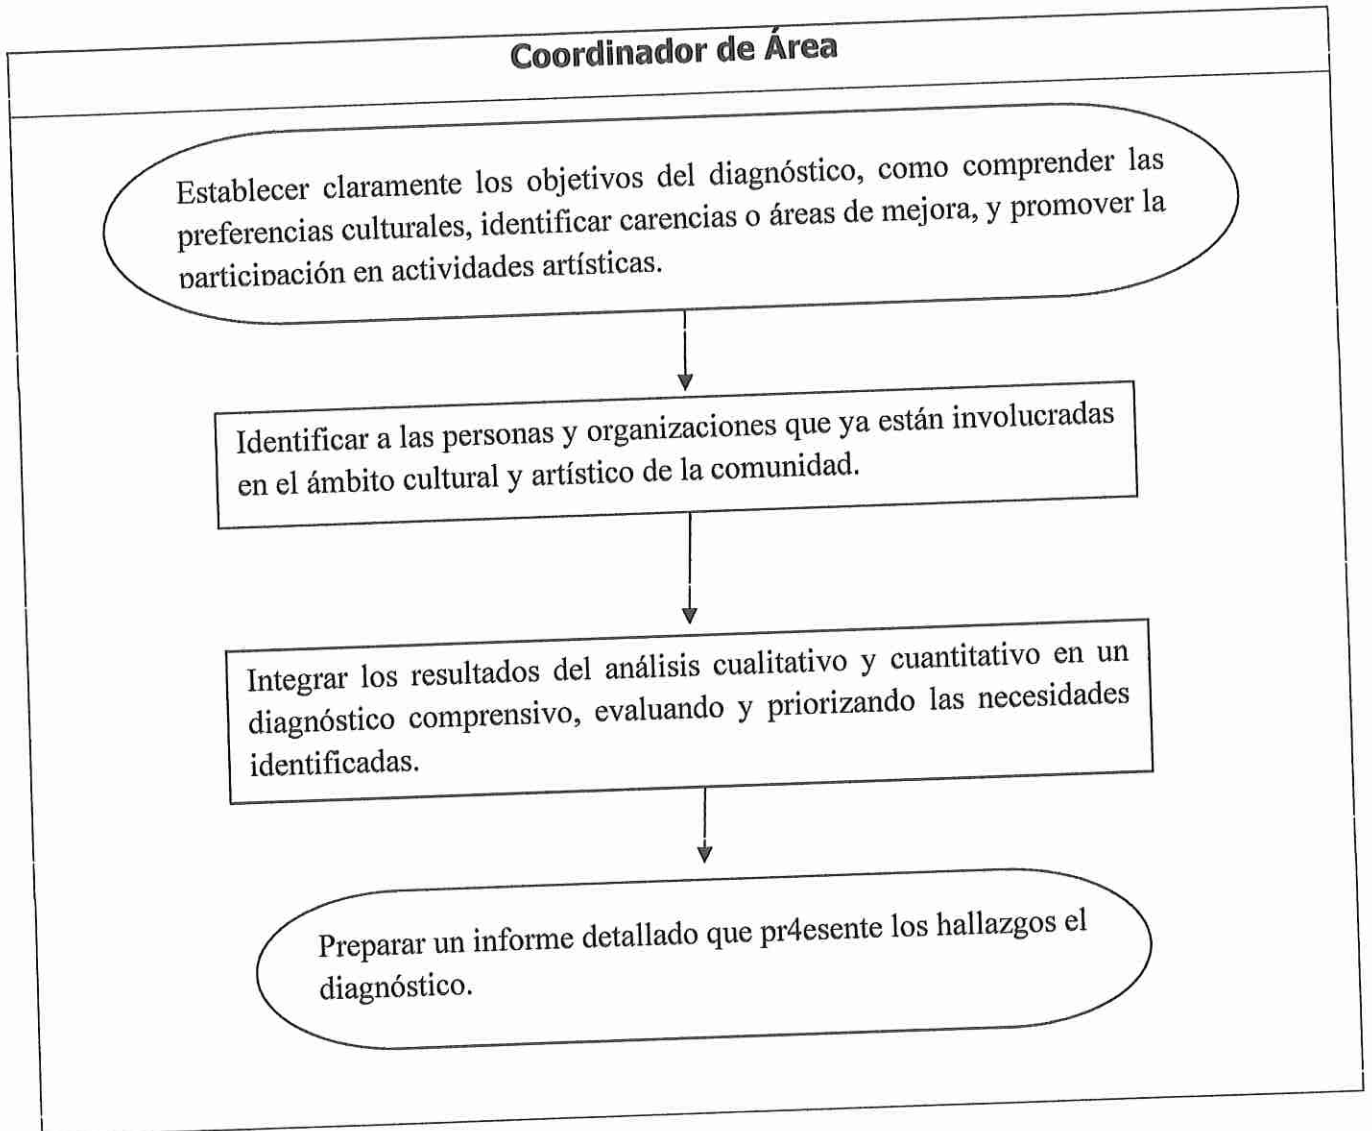 Coordinador de Área
Establecer claramente los objetivos del diagnóstico, como comprender las
preferencias culturales, identificar carencias o áreas de mejora, y promover la
participación en actividades artísticas.
Identificar a las personas y organizaciones que ya están involucradas
en el ámbito cultural y artístico de la comunidad.
Integrar los resultados del análisis cualitativo y cuantitativo en un
diagnóstico comprensivo, evaluando y priorizando las necesidades
identificadas.
Preparar un informe detallado que pr4esente los hallazgos el
diagnóstico.